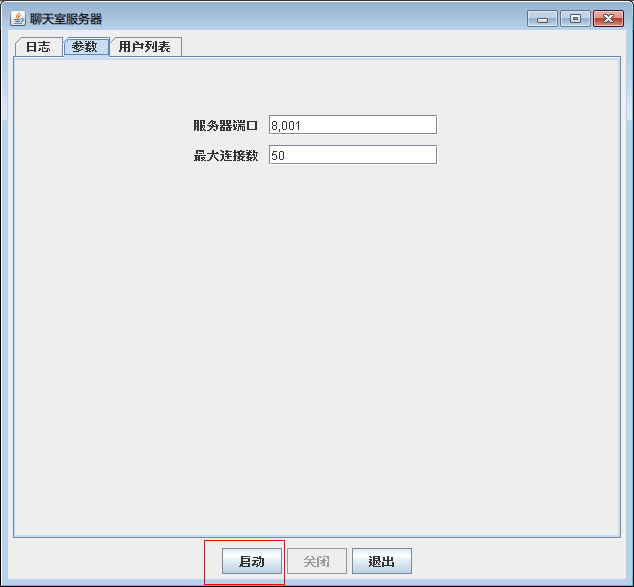 聊天室服务器
日志 参数 用户列表
服务器端口 8,001
最大连接数 50
启动 关闭 退出